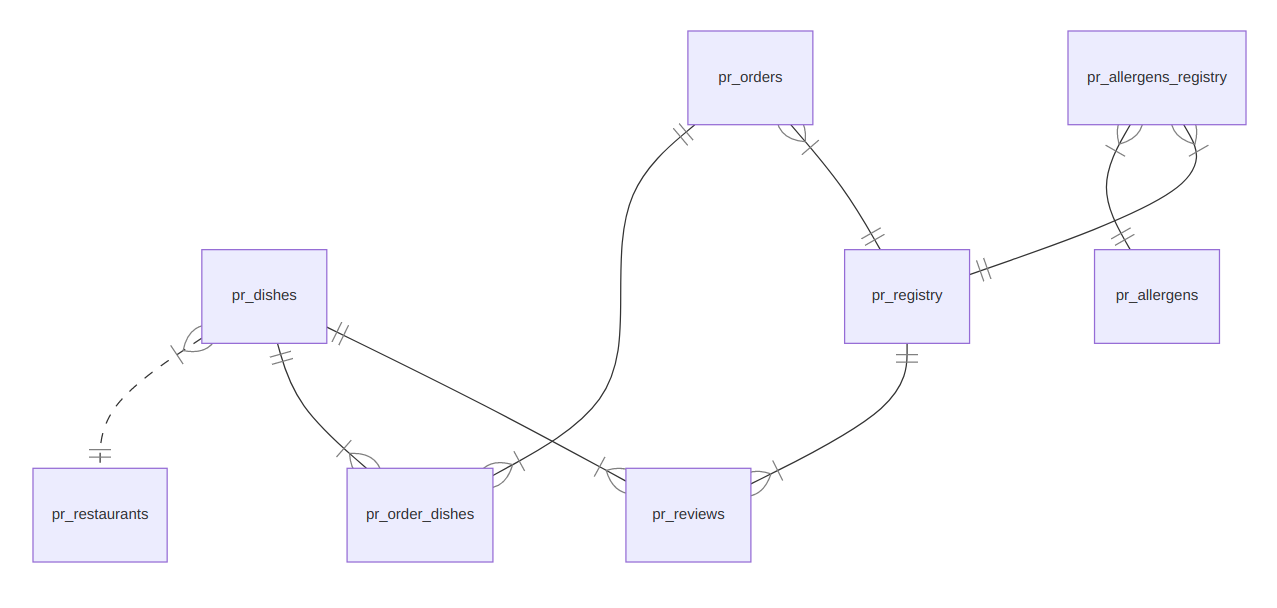 pr_orders
pr_allergens_registry
pr_dishes
pr_registry
pr_allergens
pr_restaurants
pr_order_dishes
pr_reviews